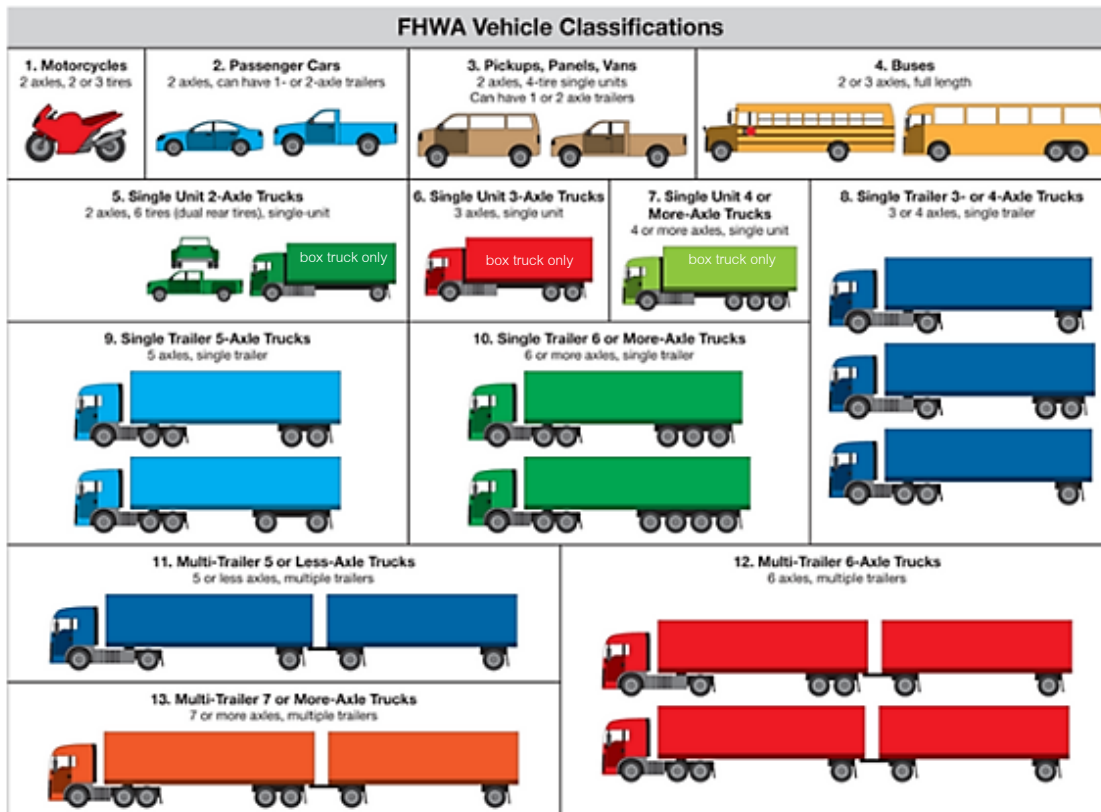 FHWA Vehicle Classifications
1. Motorcycles
2 axles, 2 or 3 tires
2. Passenger Cars
2 axles, can have 1- or 2-axle trailers
3. Pickups, Panels, Vans
2 axles, 4-tire single units
Can have 1 or 2 axle trailers
4. Buses
2 or 3 axles, full length
5. Single Unit 2-Axle Trucks
2 axles, 6 tires (dual rear tires), single-unit
box truck only
6. Single Unit 3-Axle Trucks
3 axles, single unit
box truck only
7. Single Unit 4 or
More-Axle Trucks
4 or more axles, single unit
box truck only
8. Single Trailer 3- or 4-Axle Trucks
3 or 4 axles, single trailer
9. Single Trailer 5-Axle Trucks
5 axles, single trailer
10. Single Trailer 6 or More-Axle Trucks
6 or more axles, single trailer
11. Multi-Trailer 5 or Less-Axle Trucks
5 or less axles, multiple trailers
12. Multi-Trailer 6-Axle Trucks
6 axles, multiple trailers
13. Multi-Trailer 7 or More-Axle Trucks
7 or more axles, multiple trailers